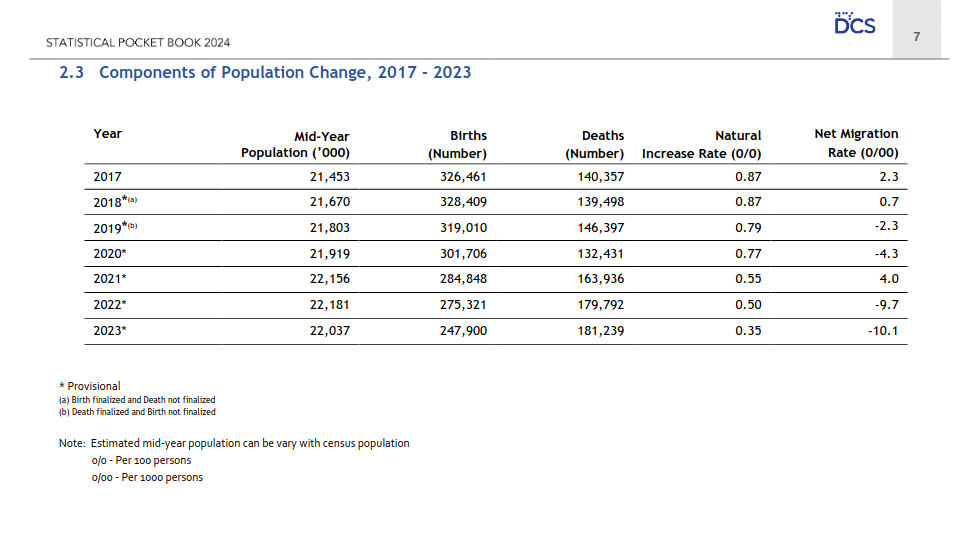 DCS
7
STATISTICAL POCKET BOOK 2024
2.3 Components of Population Change, 2017 - 2023
Year Mid-Year Population (’000) Births (Number) Deaths (Number) Natural Increase Rate (0/0) Net Migration Rate (0/00)
2017 21,453 326,461 140,357 0.87 2.3
2018*(a) 21,670 328,409 139,498 0.87 0.7
2019*(b) 21,803 319,010 146,397 0.79 -2.3
2020* 21,919 301,706 132,431 0.77 -4.3
2021* 22,156 284,848 163,936 0.55 4.0
2022* 22,181 275,321 179,792 0.50 -9.7
2023* 22,037 247,900 181,239 0.35 -10.1
* Provisional
(a) Birth finalized and Death not finalized
(b) Death finalized and Birth not finalized
Note: Estimated mid-year population can be vary with census population
0/0 - Per 100 persons
0/00 - Per 1000 persons